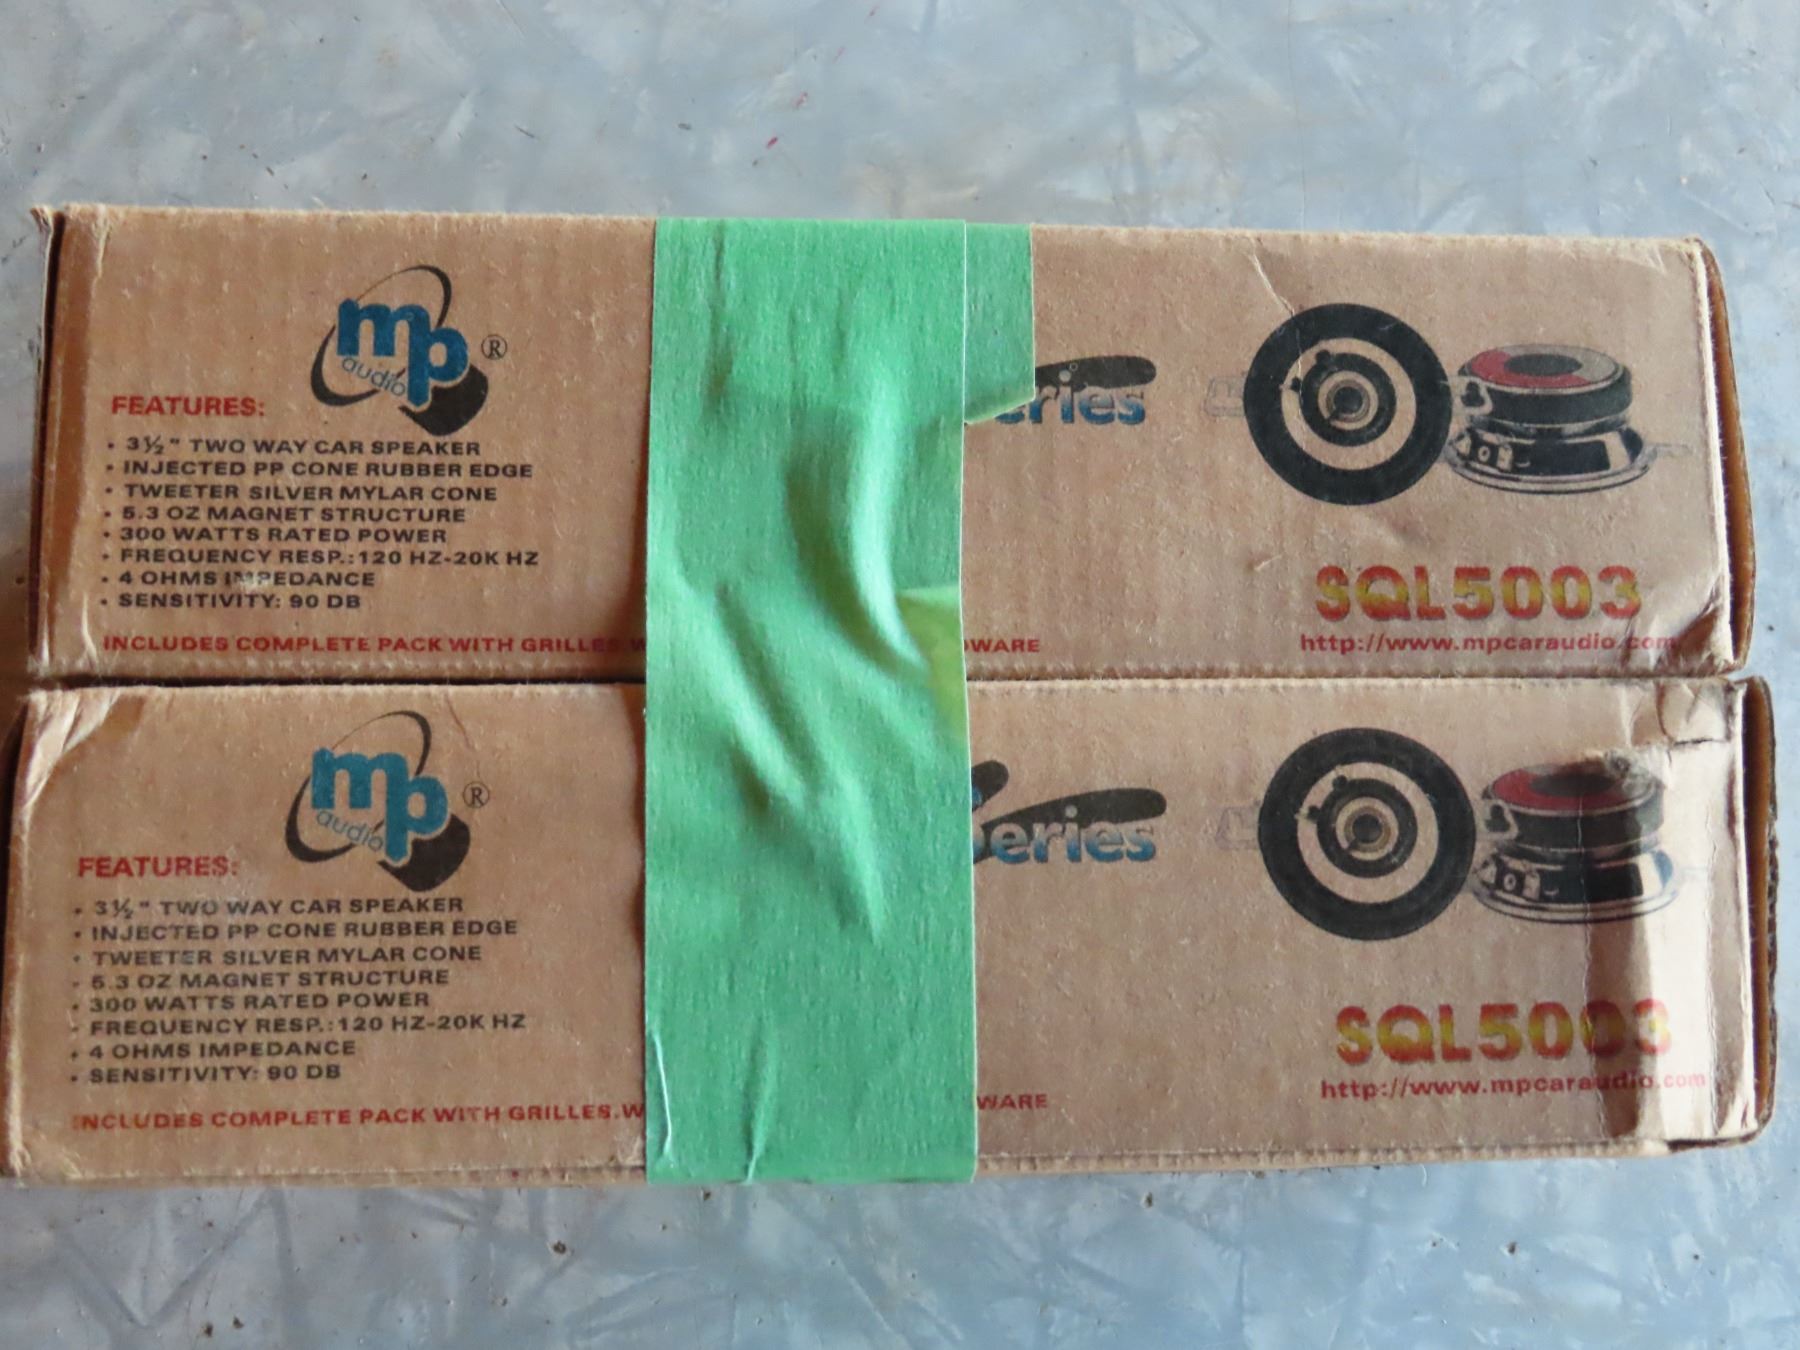 mp
audio
®
FEATURES:
• 3½" TWO WAY CAR SPEAKER
• INJECTED PP CONE RUBBER EDGE
• TWEETER SILVER MYLAR CONE
• 5.3 OZ MAGNET STRUCTURE
• 300 WATTS RATED POWER
• FREQUENCY RESP.:120 HZ-20K HZ
• 4 OHMS IMPEDANCE
• SENSITIVITY: 90 DB
INCLUDES COMPLETE PACK WITH GRILLES.W
WARE
eries
SQL5003
http://www.mpcaraudio.com
mp
audio
®
FEATURES:
• 3½" TWO WAY CAR SPEAKER
• INJECTED PP CONE RUBBER EDGE
• TWEETER SILVER MYLAR CONE
• 5.3 OZ MAGNET STRUCTURE
• 300 WATTS RATED POWER
• FREQUENCY RESP.:120 HZ-20K HZ
• 4 OHMS IMPEDANCE
• SENSITIVITY: 90 DB
INCLUDES COMPLETE PACK WITH GRILLES.W
WARE
Series
SQL5003
http://www.mpcaraudio.com